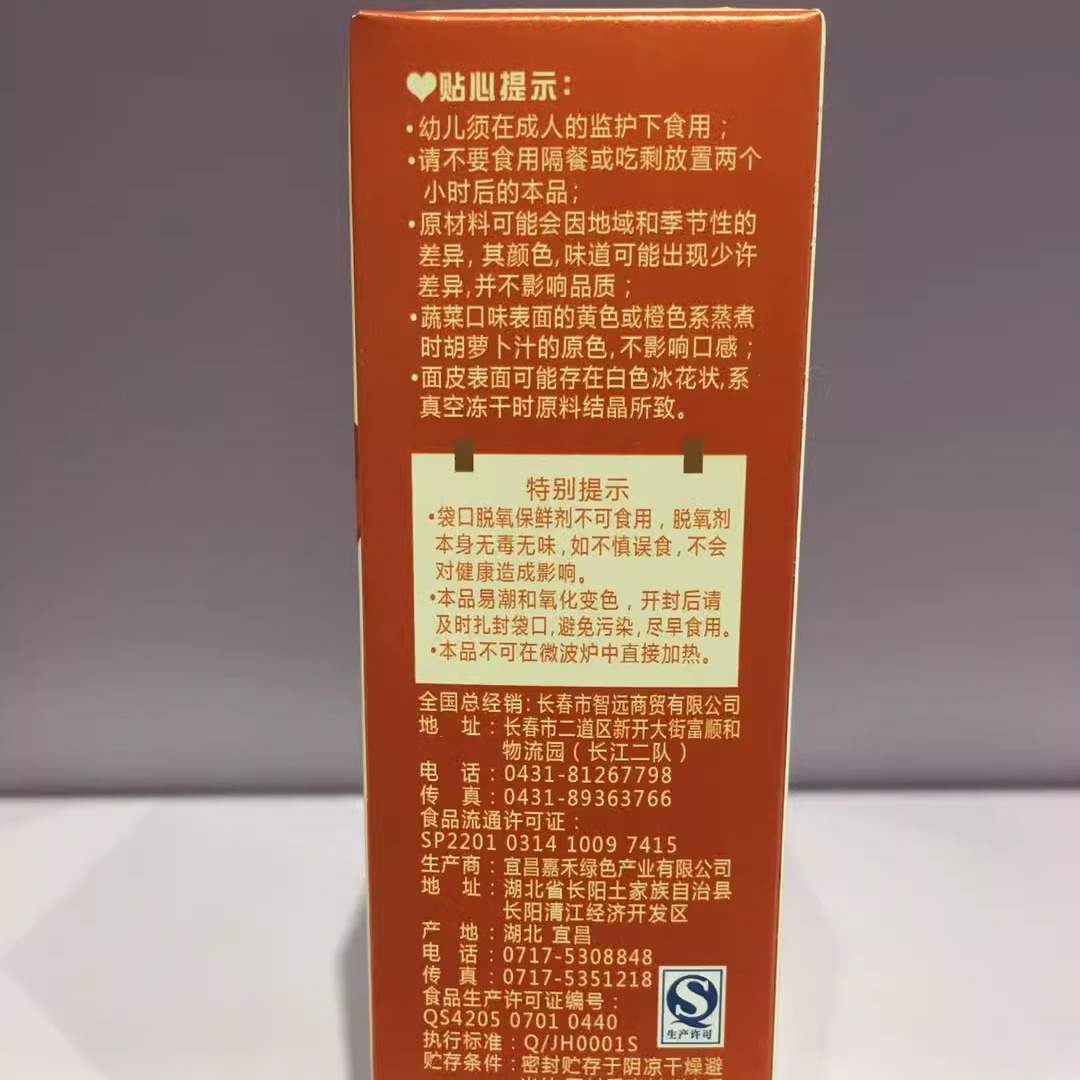 ♥贴心提示：
•幼儿须在成人的监护下食用；
•请不要食用隔餐或吃剩放置两个
小时后的本品；
•原材料可能会因地域和季节性的
差异，其颜色，味道可能出现少许
差异，并不影响品质；
•蔬菜口味表面的黄色或橙色系蒸煮
时胡萝卜汁的原色，不影响口感；
•面皮表面可能存在白色冰花状，系
真空冻干时原料结晶所致。
特别提示
•袋口脱氧保鲜剂不可食用，脱氧剂
本身无毒无味，如不慎误食，不会
对健康造成影响。
•本品易潮和氧化变色，开封后请
及时扎封袋口，避免污染，尽早食用。
•本品不可在微波炉中直接加热。
全国总经销：长春市智远商贸有限公司
地 址：长春市二道区新开大街富顺和
物流园（长江二队）
电 话：0431-81267798
传 真：0431-89363766
食品流通许可证：
SP2201 0314 1009 7415
生产商：宜昌嘉禾绿色产业有限公司
地 址：湖北省长阳土家族自治县
长阳清江经济开发区
产 地：湖北 宜昌
电 话：0717-5308848
传 真：0717-5351218
食品生产许可证编号：
QS4205 0701 0440
执行标准：Q/JH0001S
生产许可
贮存条件：密封贮存于阴凉干燥避